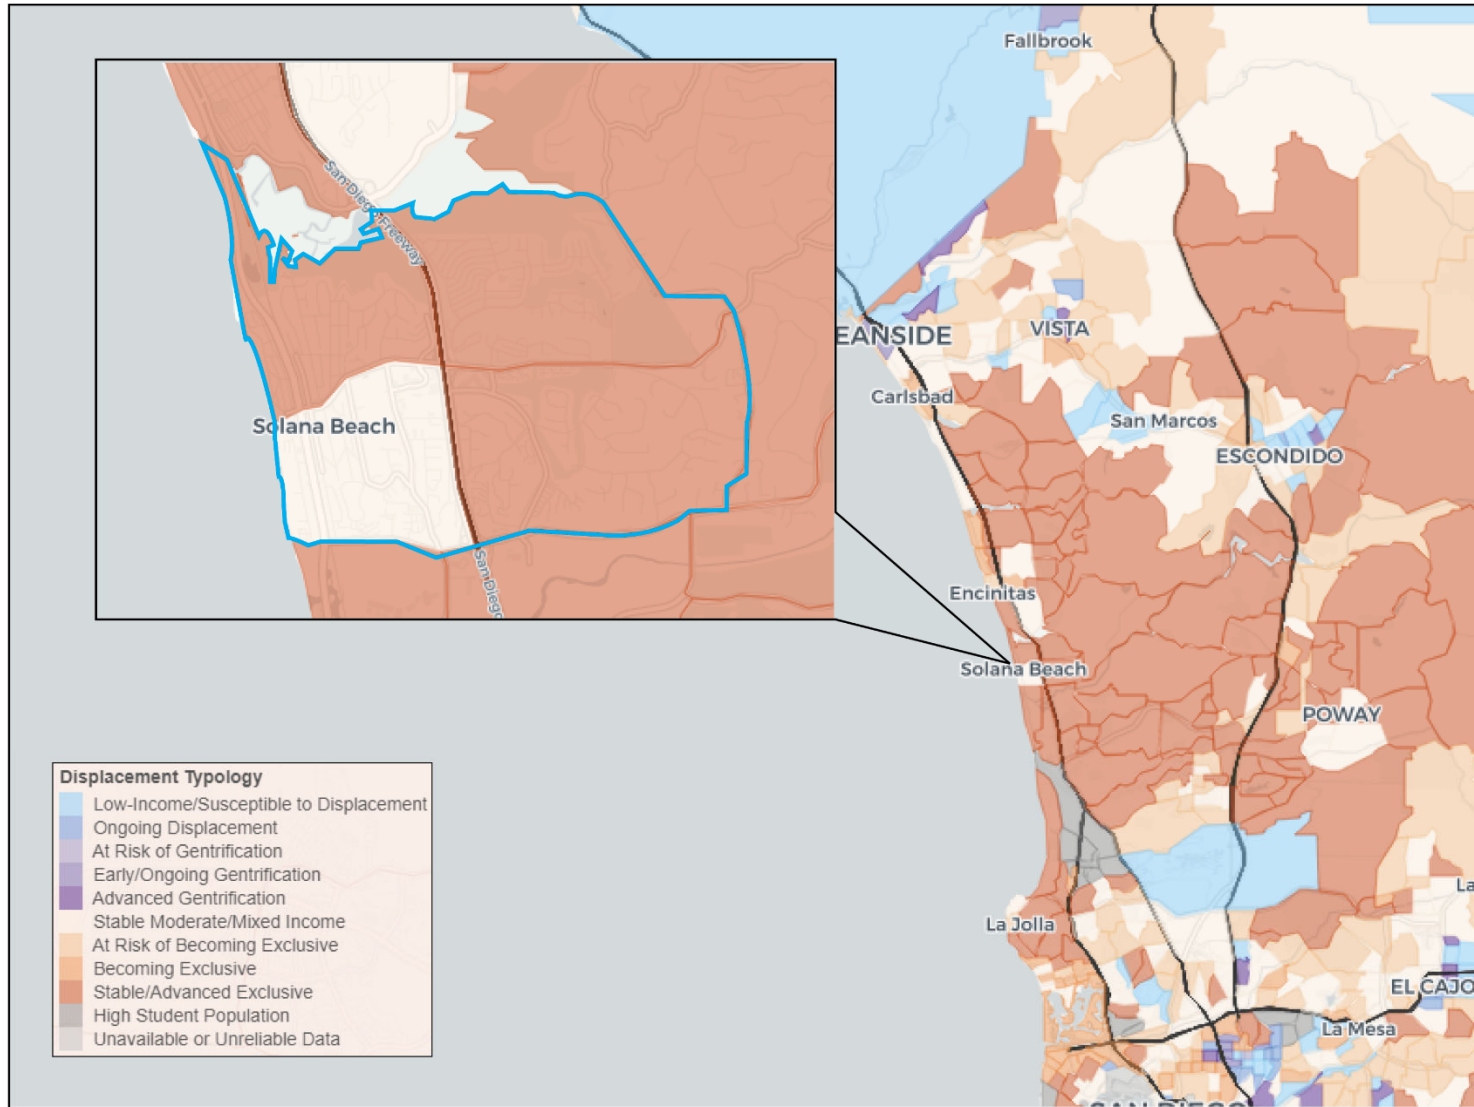 Fallbrook
San Diego Freeway
EANSIDE
VISTA
Carlsbad
San Marcos
Solana Beach
ESCONDIDO
San Diego
Encinitas
Solana Beach
POWAY
Displacement Typology
Low-Income/Susceptible to Displacement
Ongoing Displacement
At Risk of Gentrification
Early/Ongoing Gentrification
Advanced Gentrification
Stable Moderate/Mixed Income
At Risk of Becoming Exclusive
Becoming Exclusive
Stable/Advanced Exclusive
High Student Population
Unavailable or Unreliable Data
La
La Jolla
EL CAJO
La Mesa
SAN DIEGO